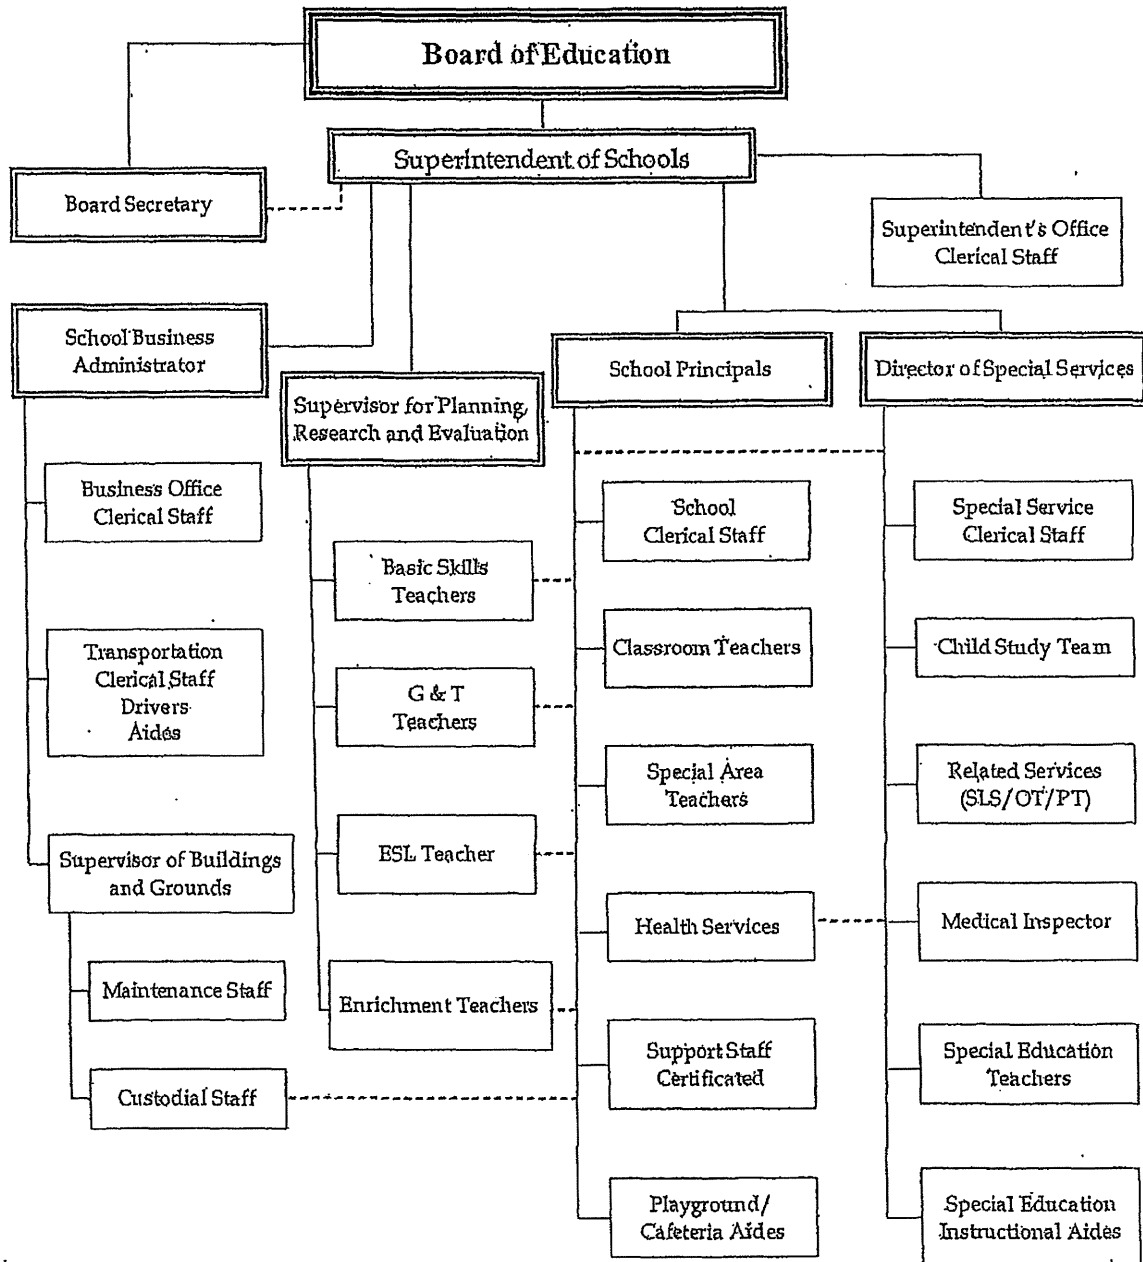 Board of Education
Superintendent of Schools
Board Secretary
Superintendent's Office
Clerical Staff
School Business
Administrator
School Principals
Director of Special Services
Supervisor for Planning,
Research and Evaluation
Business Office
Clerical Staff
Transportation
Clerical Staff
Drivers
Aides
Supervisor of Buildings
and Grounds
Maintenance Staff
Custodial Staff
Basic Skills
Teachers
G & T
Teachers
ESL Teacher
Enrichment Teachers
School
Clerical Staff
Classroom Teachers
Special Area
Teachers
Health Services
Support Staff
Certificated
Playground/
Cafeteria Aides
Special Service
Clerical Staff
Child Study Team
Related Services
(SLS/OT/PT)
Medical Inspector
Special Education
Teachers
Special Education
Instructional Aides